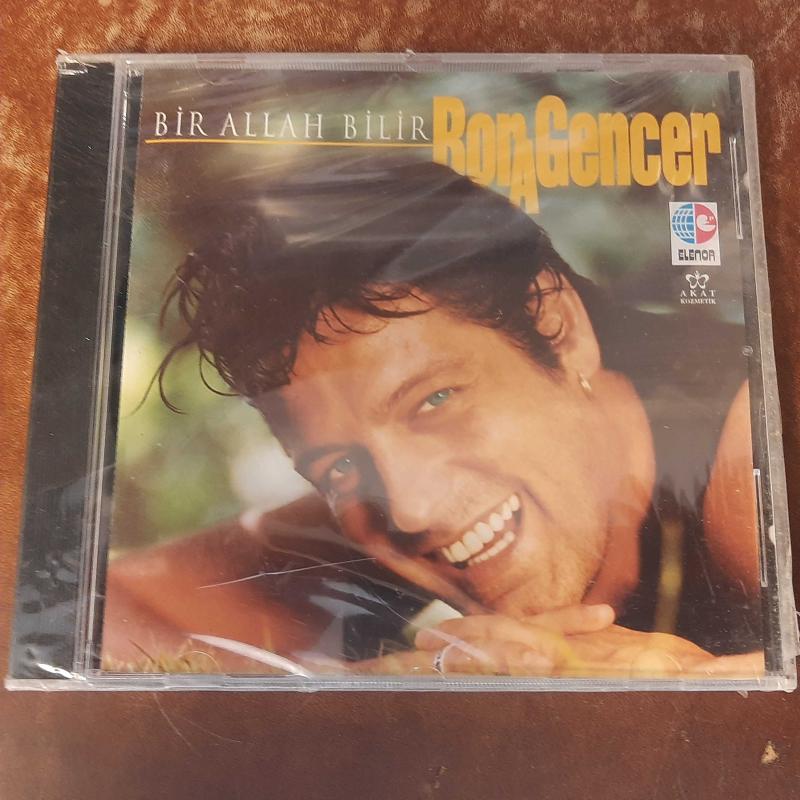 BİR ALLAH BİLİR
BorAGencer
ELENOR
AKAT
KOZMETİK